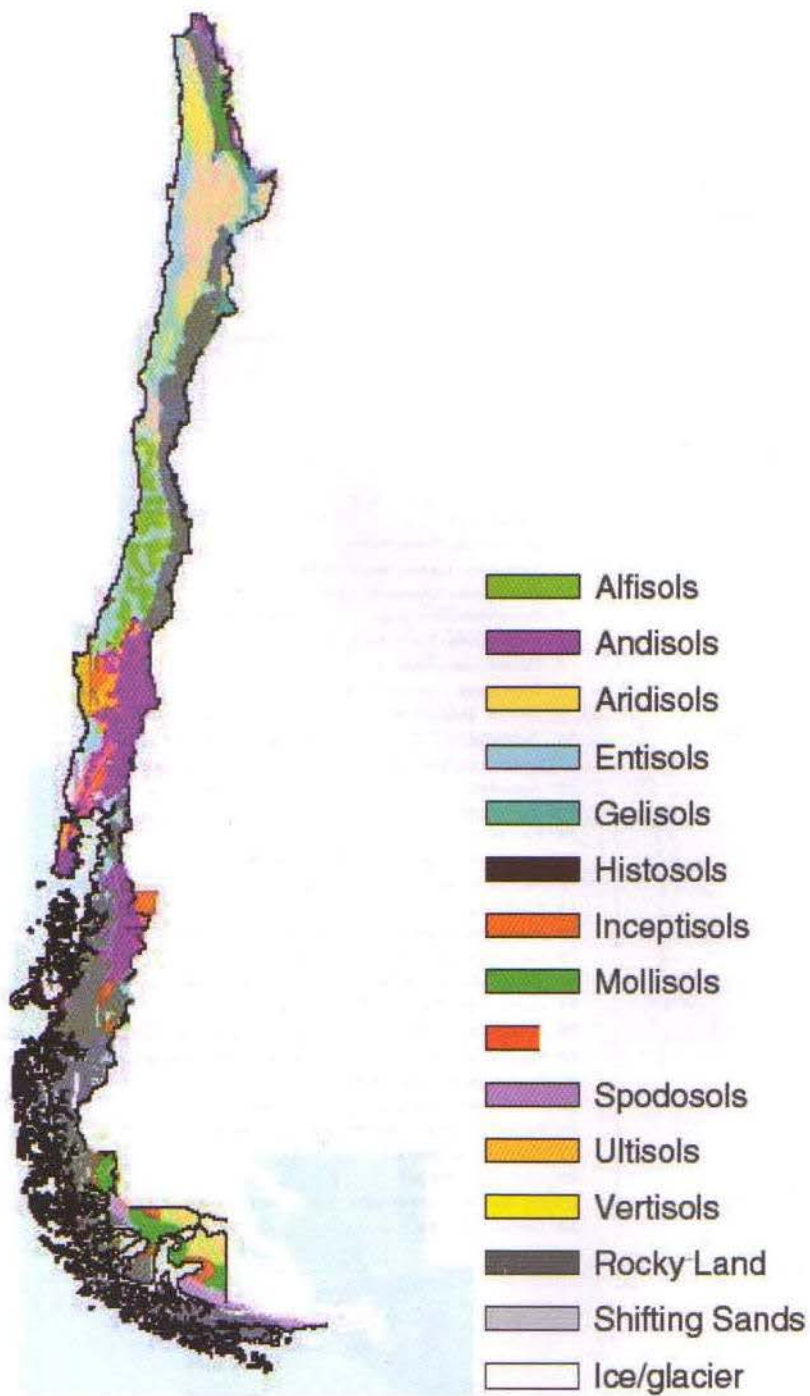 Alfisols
Andisols
Aridisols
Entisols
Gelisols
Histosols
Inceptisols
Mollisols
Spodosols
Ultisols
Vertisols
Rocky Land
Shifting Sands
Ice/glacier